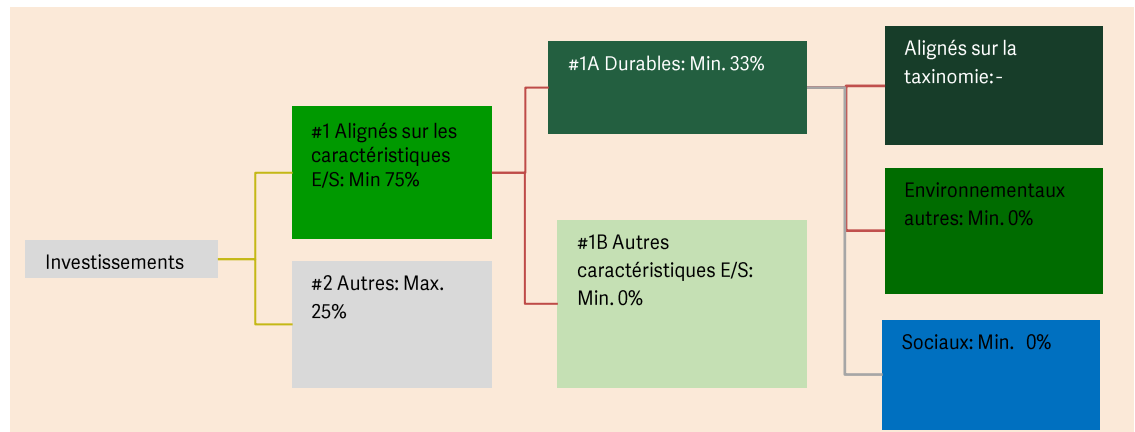 Investissements
#1 Alignés sur les
caractéristiques
E/S: Min 75%
#2 Autres: Max.
25%
#1A Durables: Min. 33%
#1B Autres
caractéristiques E/S:
Min. 0%
Alignés sur la
taxinomie:-
Environnementaux
autres: Min. 0%
Sociaux: Min. 0%